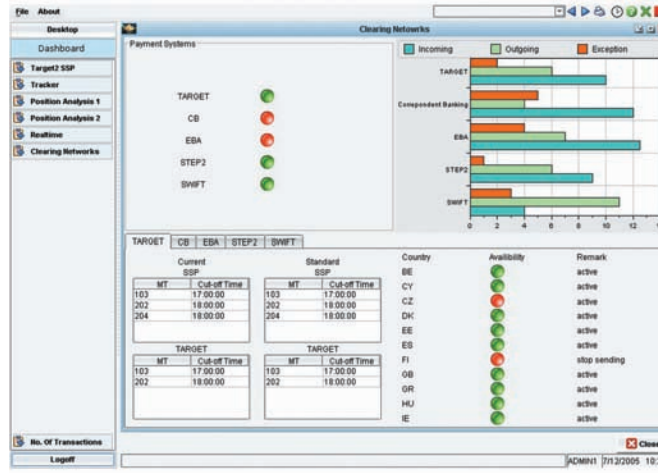 File About
Desktop
Dashboard
Target2 SSP
Tracker
Position Analysis 1
Position Analysis 2
Realtime
Clearing Networks
No. Of Transactions
Logoff
Clearing Netowrks
Payment Systems
TARGET
CB
EBA
STEP2
SWIFT
Incoming Outgoing Exception
TARGET
Correspondent Banking
EBA
STEP2
SWIFT
0 2 4 6 8 10 12
TARGET CB EBA STEP2 SWIFT
Current Standard
SSP SSP
MT Cut-off Time MT Cut-off Time
103 17:00:00 103 17:00:00
202 18:00:00 202 18:00:00
204 18:00:00 204 18:00:00
TARGET TARGET
MT Cut-off Time MT Cut-off Time
103 17:00:00 103 17:00:00
202 18:00:00 202 18:00:00
Country Availibility Remark
BE active
CY active
CZ active
DK active
EE active
ES active
FI stop sending
GB active
GR active
HU active
IE active
Close
ADMIN1 7/12/2005 10: